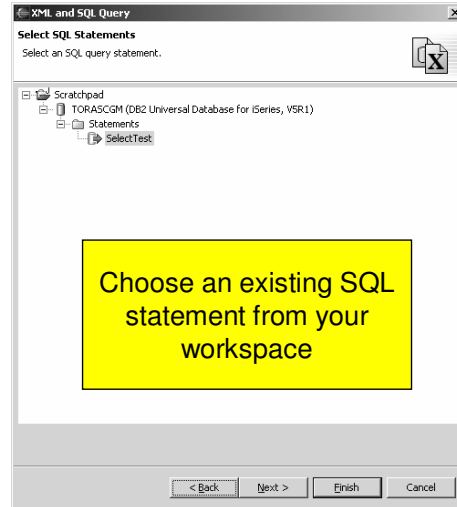 XML and SQL Query
Select SQL Statements
Select an SQL query statement.
Scratchpad
TORASCGM (DB2 Universal Database for iSeries, V5R1)
Statements
SelectTest
Choose an existing SQL
statement from your
workspace
< Back
Next >
Finish
Cancel